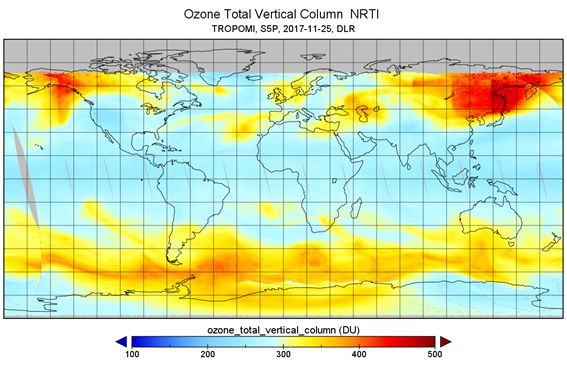 Ozone Total Vertical Column NRTI
TROPOMI, S5P, 2017-11-25, DLR
ozone_total_vertical_column (DU)
100 200 300 400 500